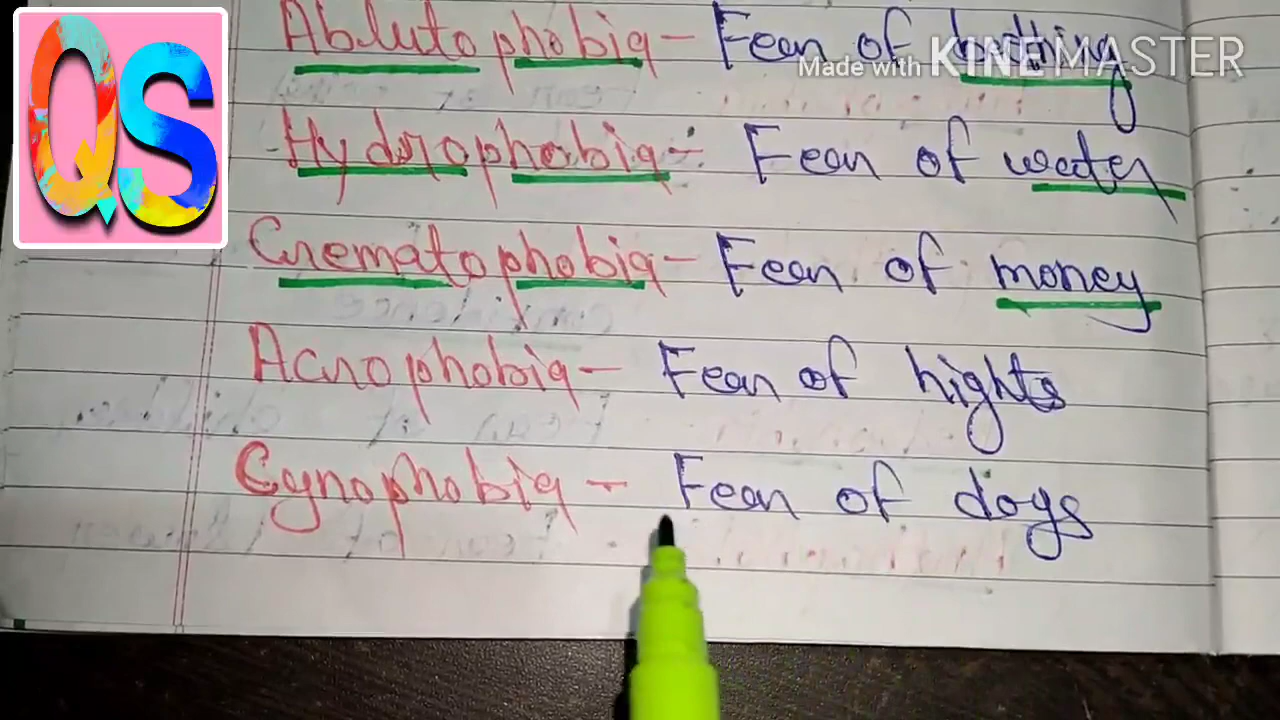 QS
Ablutophobia - Fear of bathing
Made with KINEMASTER
Hydrophobia - Fear of water
Crematophobia - Fear of money
Acrophobia - Fear of hights
Cynophobia - Fear of dogs